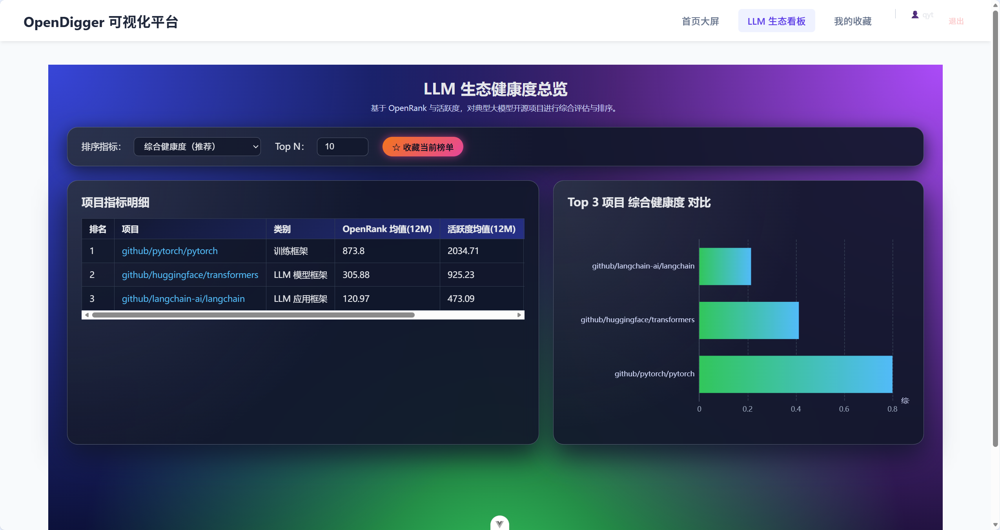 OpenDigger 可视化平台
首页大屏
LLM 生态看板
我的收藏
qyt
退出
LLM 生态健康度总览
基于 OpenRank 与活跃度，对典型大模型开源项目进行综合评估与排序。
排序指标：
综合健康度（推荐）
Top N：
10
☆ 收藏当前榜单
项目指标明细
排名 项目 类别 OpenRank 均值(12M) 活跃度均值(12M)
1 github/pytorch/pytorch 训练框架 873.8 2034.71
2 github/huggingface/transformers LLM 模型框架 305.88 925.23
3 github/langchain-ai/langchain LLM 应用框架 120.97 473.09
Top 3 项目 综合健康度 对比
github/langchain-ai/langchain
github/huggingface/transformers
github/pytorch/pytorch
综
0 0.2 0.4 0.6 0.8